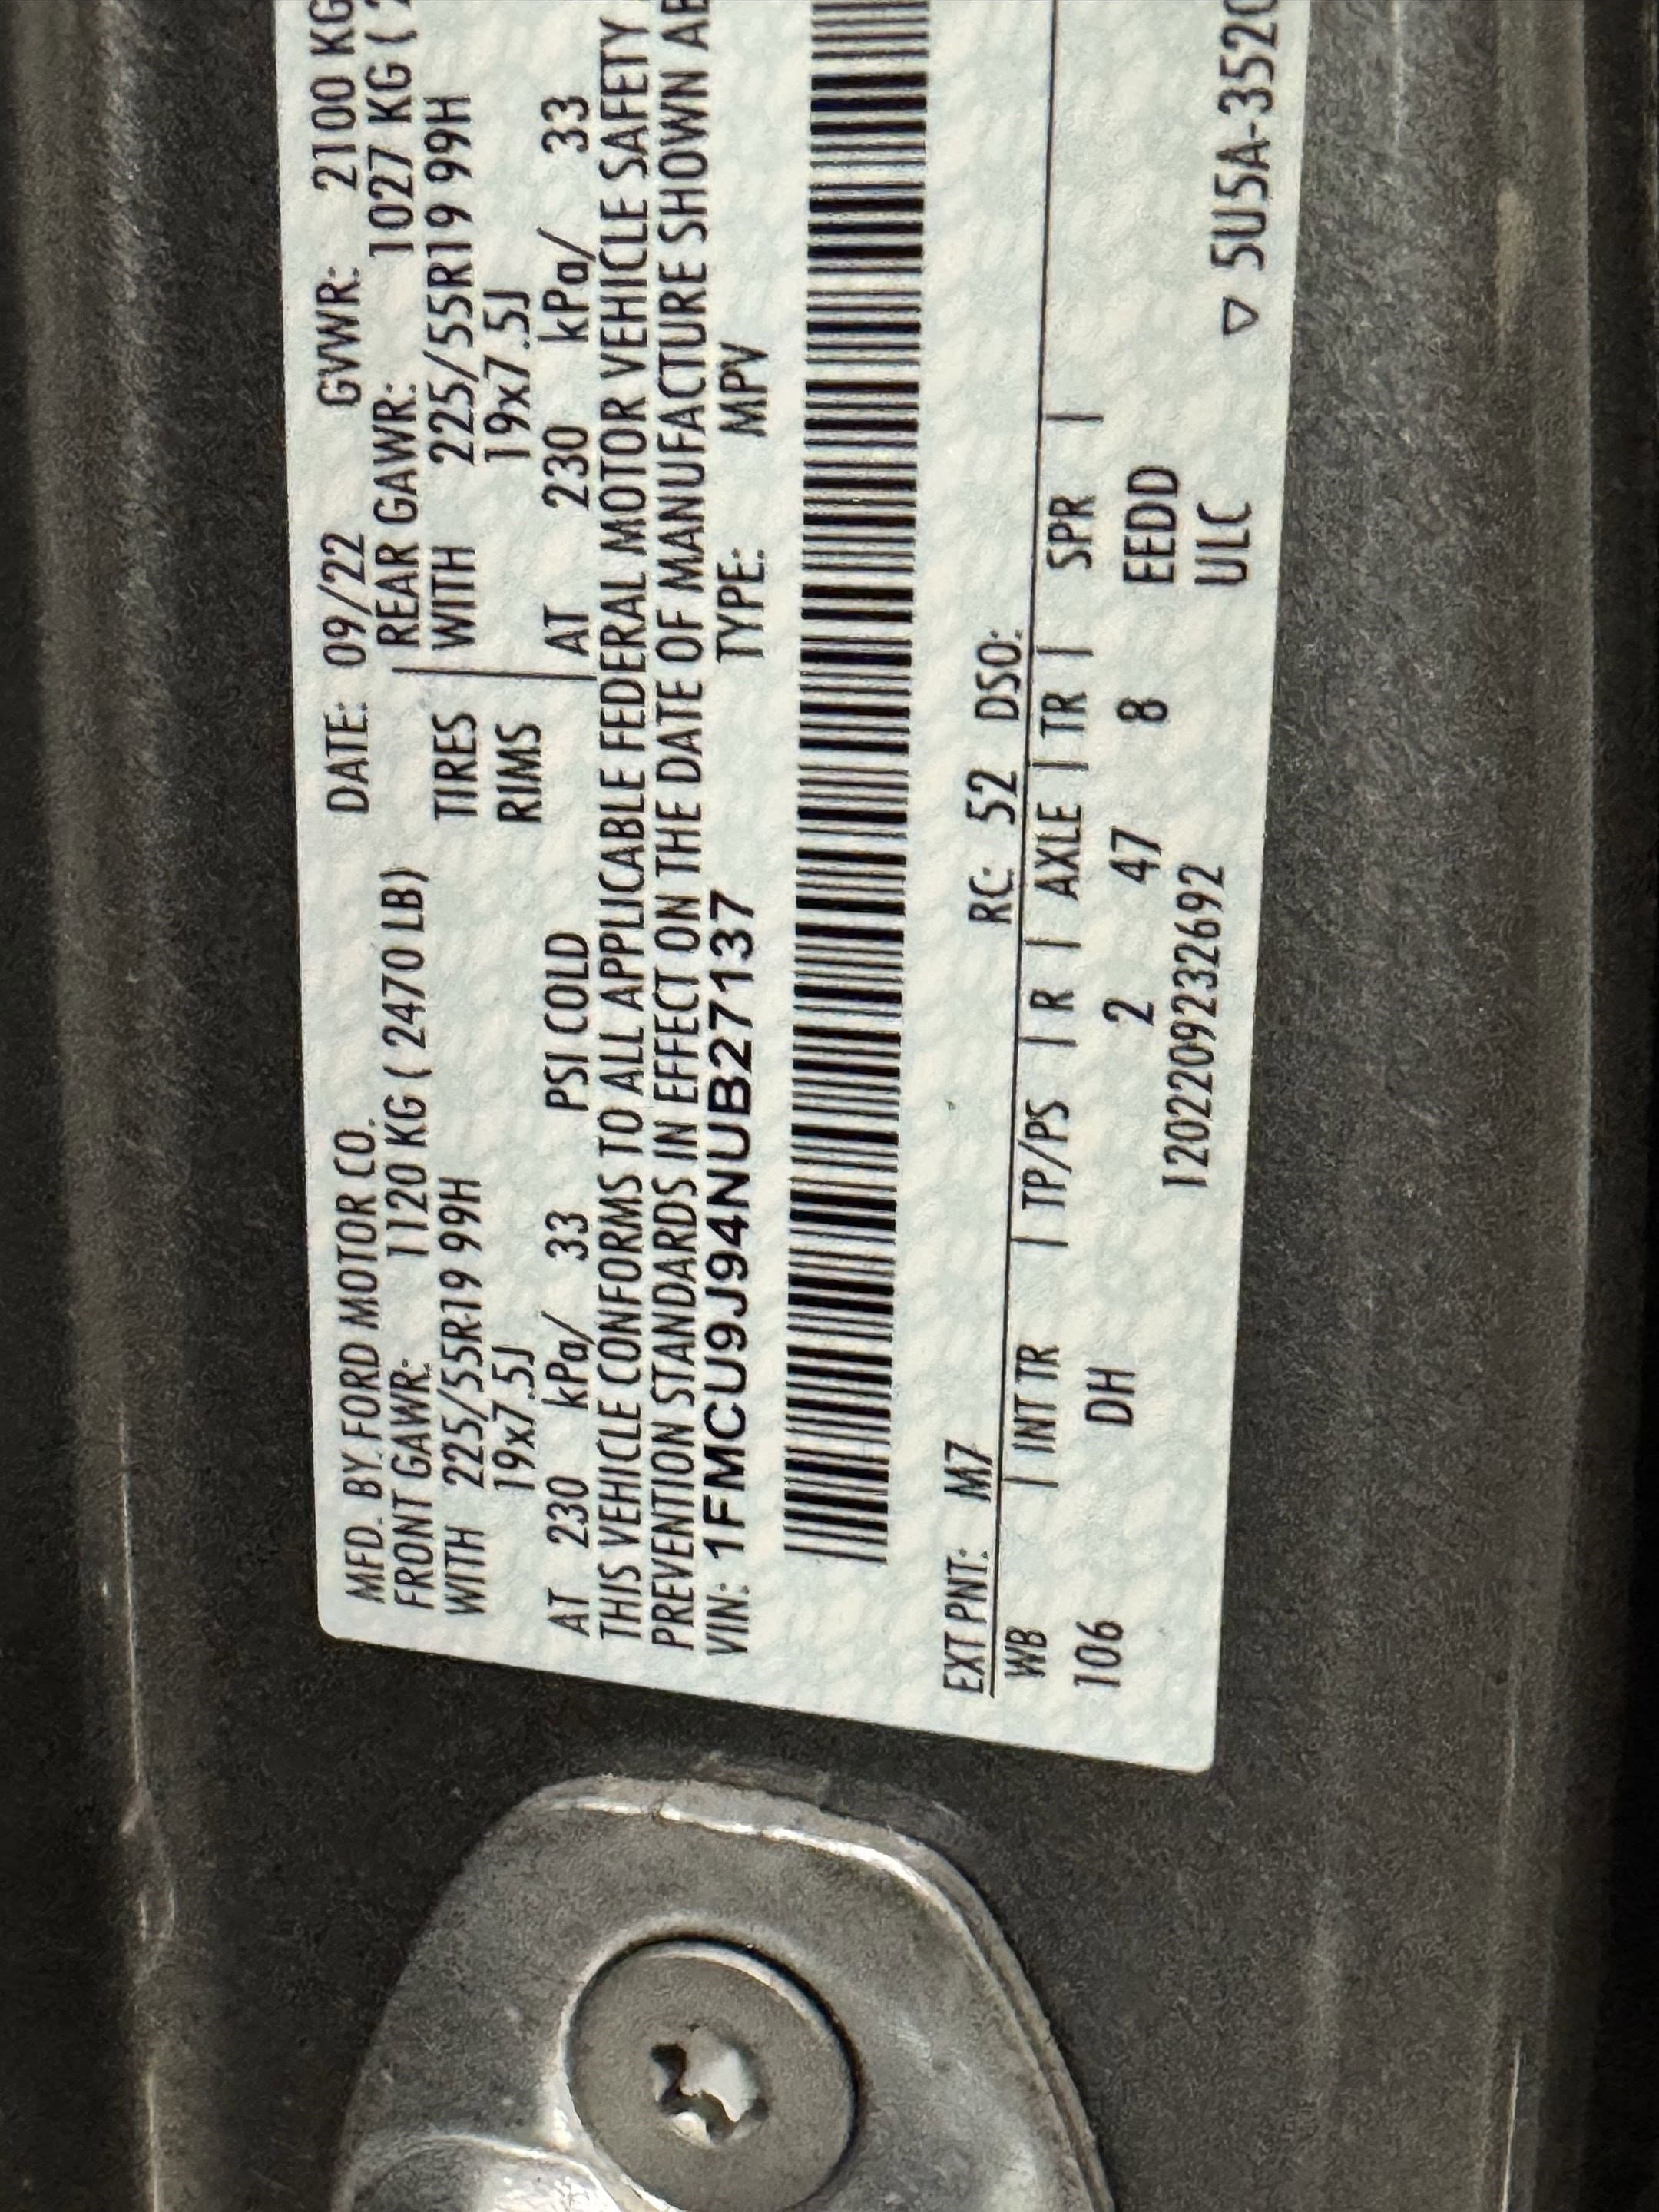 MFD. BY FORD MOTOR CO. DATE: 09/22 GVWR: 2100 KG
FRONT GAWR: 1120 KG ( 2470 LB) REAR GAWR: 1027 KG (
WITH 225/55R19 99H TIRES WITH 225/55R19 99H
19x7.5J RIMS 19x7.5J
AT 230 kPa/ 33 PSI COLD AT 230 kPa/ 33
THIS VEHICLE CONFORMS TO ALL APPLICABLE FEDERAL MOTOR VEHICLE SAFETY
PREVENTION STANDARDS IN EFFECT ON THE DATE OF MANUFACTURE SHOWN AB
VIN: 1FMCU9J94NUB27137 TYPE: MPV
EXT PNT: M7 RC: 52 DSO:
WB | INT TR | TP/PS | R | AXLE | TR | SPR |
106 DH 2 47 8 EEDD
1202209232692 ULC
▽ 5U5A-3520